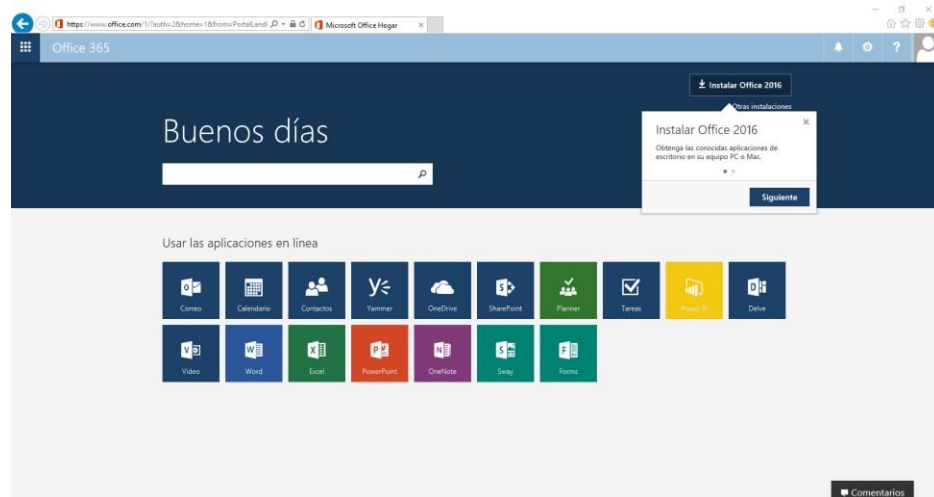 https://www.office.com/1/?auth=2&home=1&from=PortalLandi
Microsoft Office Hogar
Office 365
Instalar Office 2016
Otras instalaciones
Buenos días
Instalar Office 2016
Obtenga las conocidas aplicaciones de
escritorio en su equipo PC o Mac.
Siguiente
Usar las aplicaciones en línea
Correo
Calendario
Contactos
Yammer
OneDrive
SharePoint
Planner
Tareas
Power BI
Delve
Video
Word
Excel
PowerPoint
OneNote
Sway
Forms
Comentarios